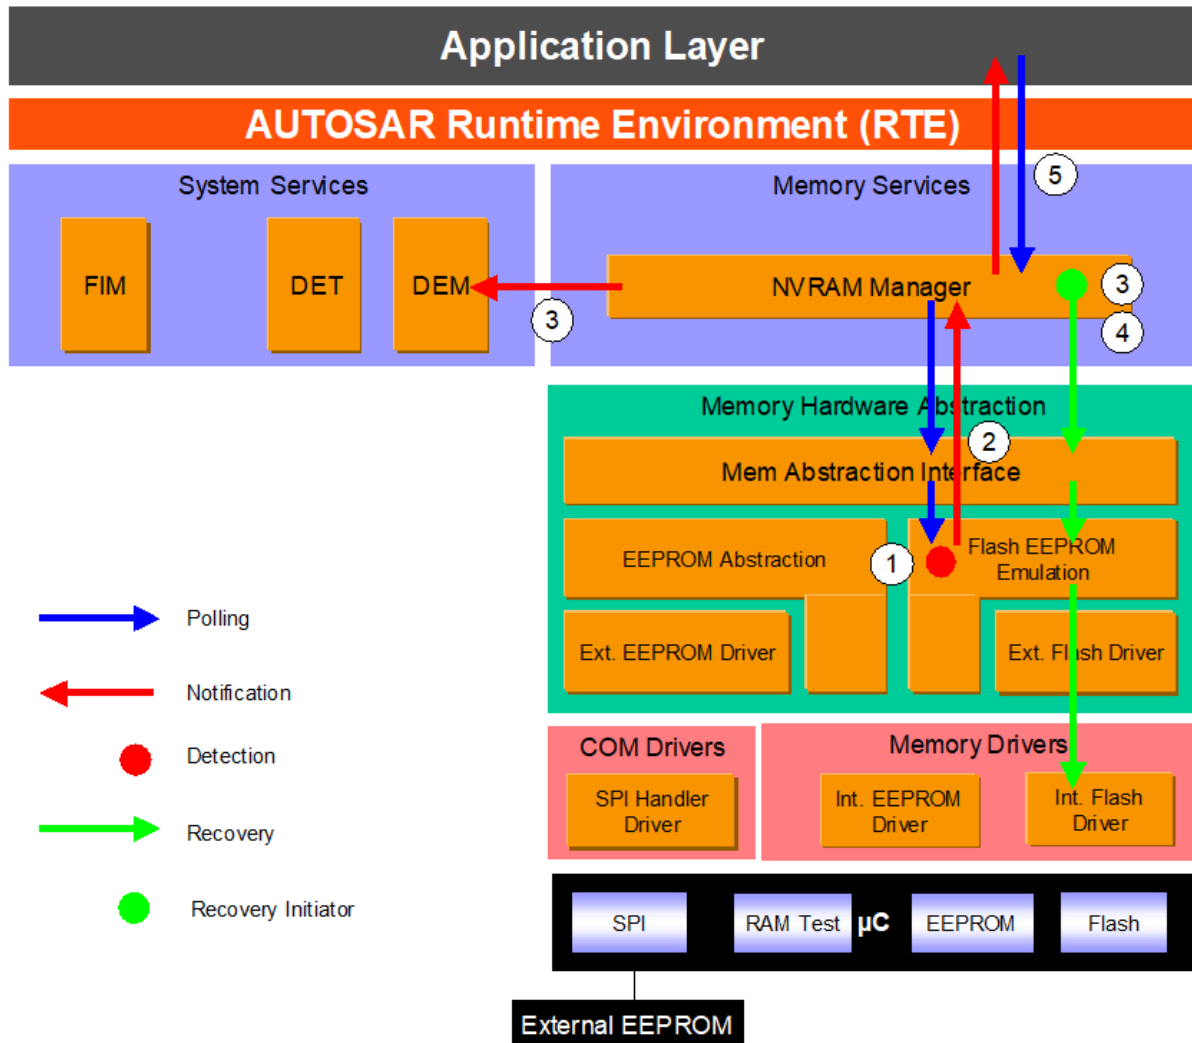 Application Layer
AUTOSAR Runtime Environment (RTE)
System Services
Memory Services
5
FIM
DET
DEM
NVRAM Manager
3
3
4
Memory Hardware Abstraction
2
Mem Abstraction Interface
EEPROM Abstraction
1
Flash EEPROM
Emulation
Ext. EEPROM Driver
Ext. Flash Driver
Polling
Notification
Detection
Recovery
Recovery Initiator
COM Drivers
Memory Drivers
SPI Handler
Driver
Int. EEPROM
Driver
Int. Flash
Driver
SPI
RAM Test
µC
EEPROM
Flash
External EEPROM